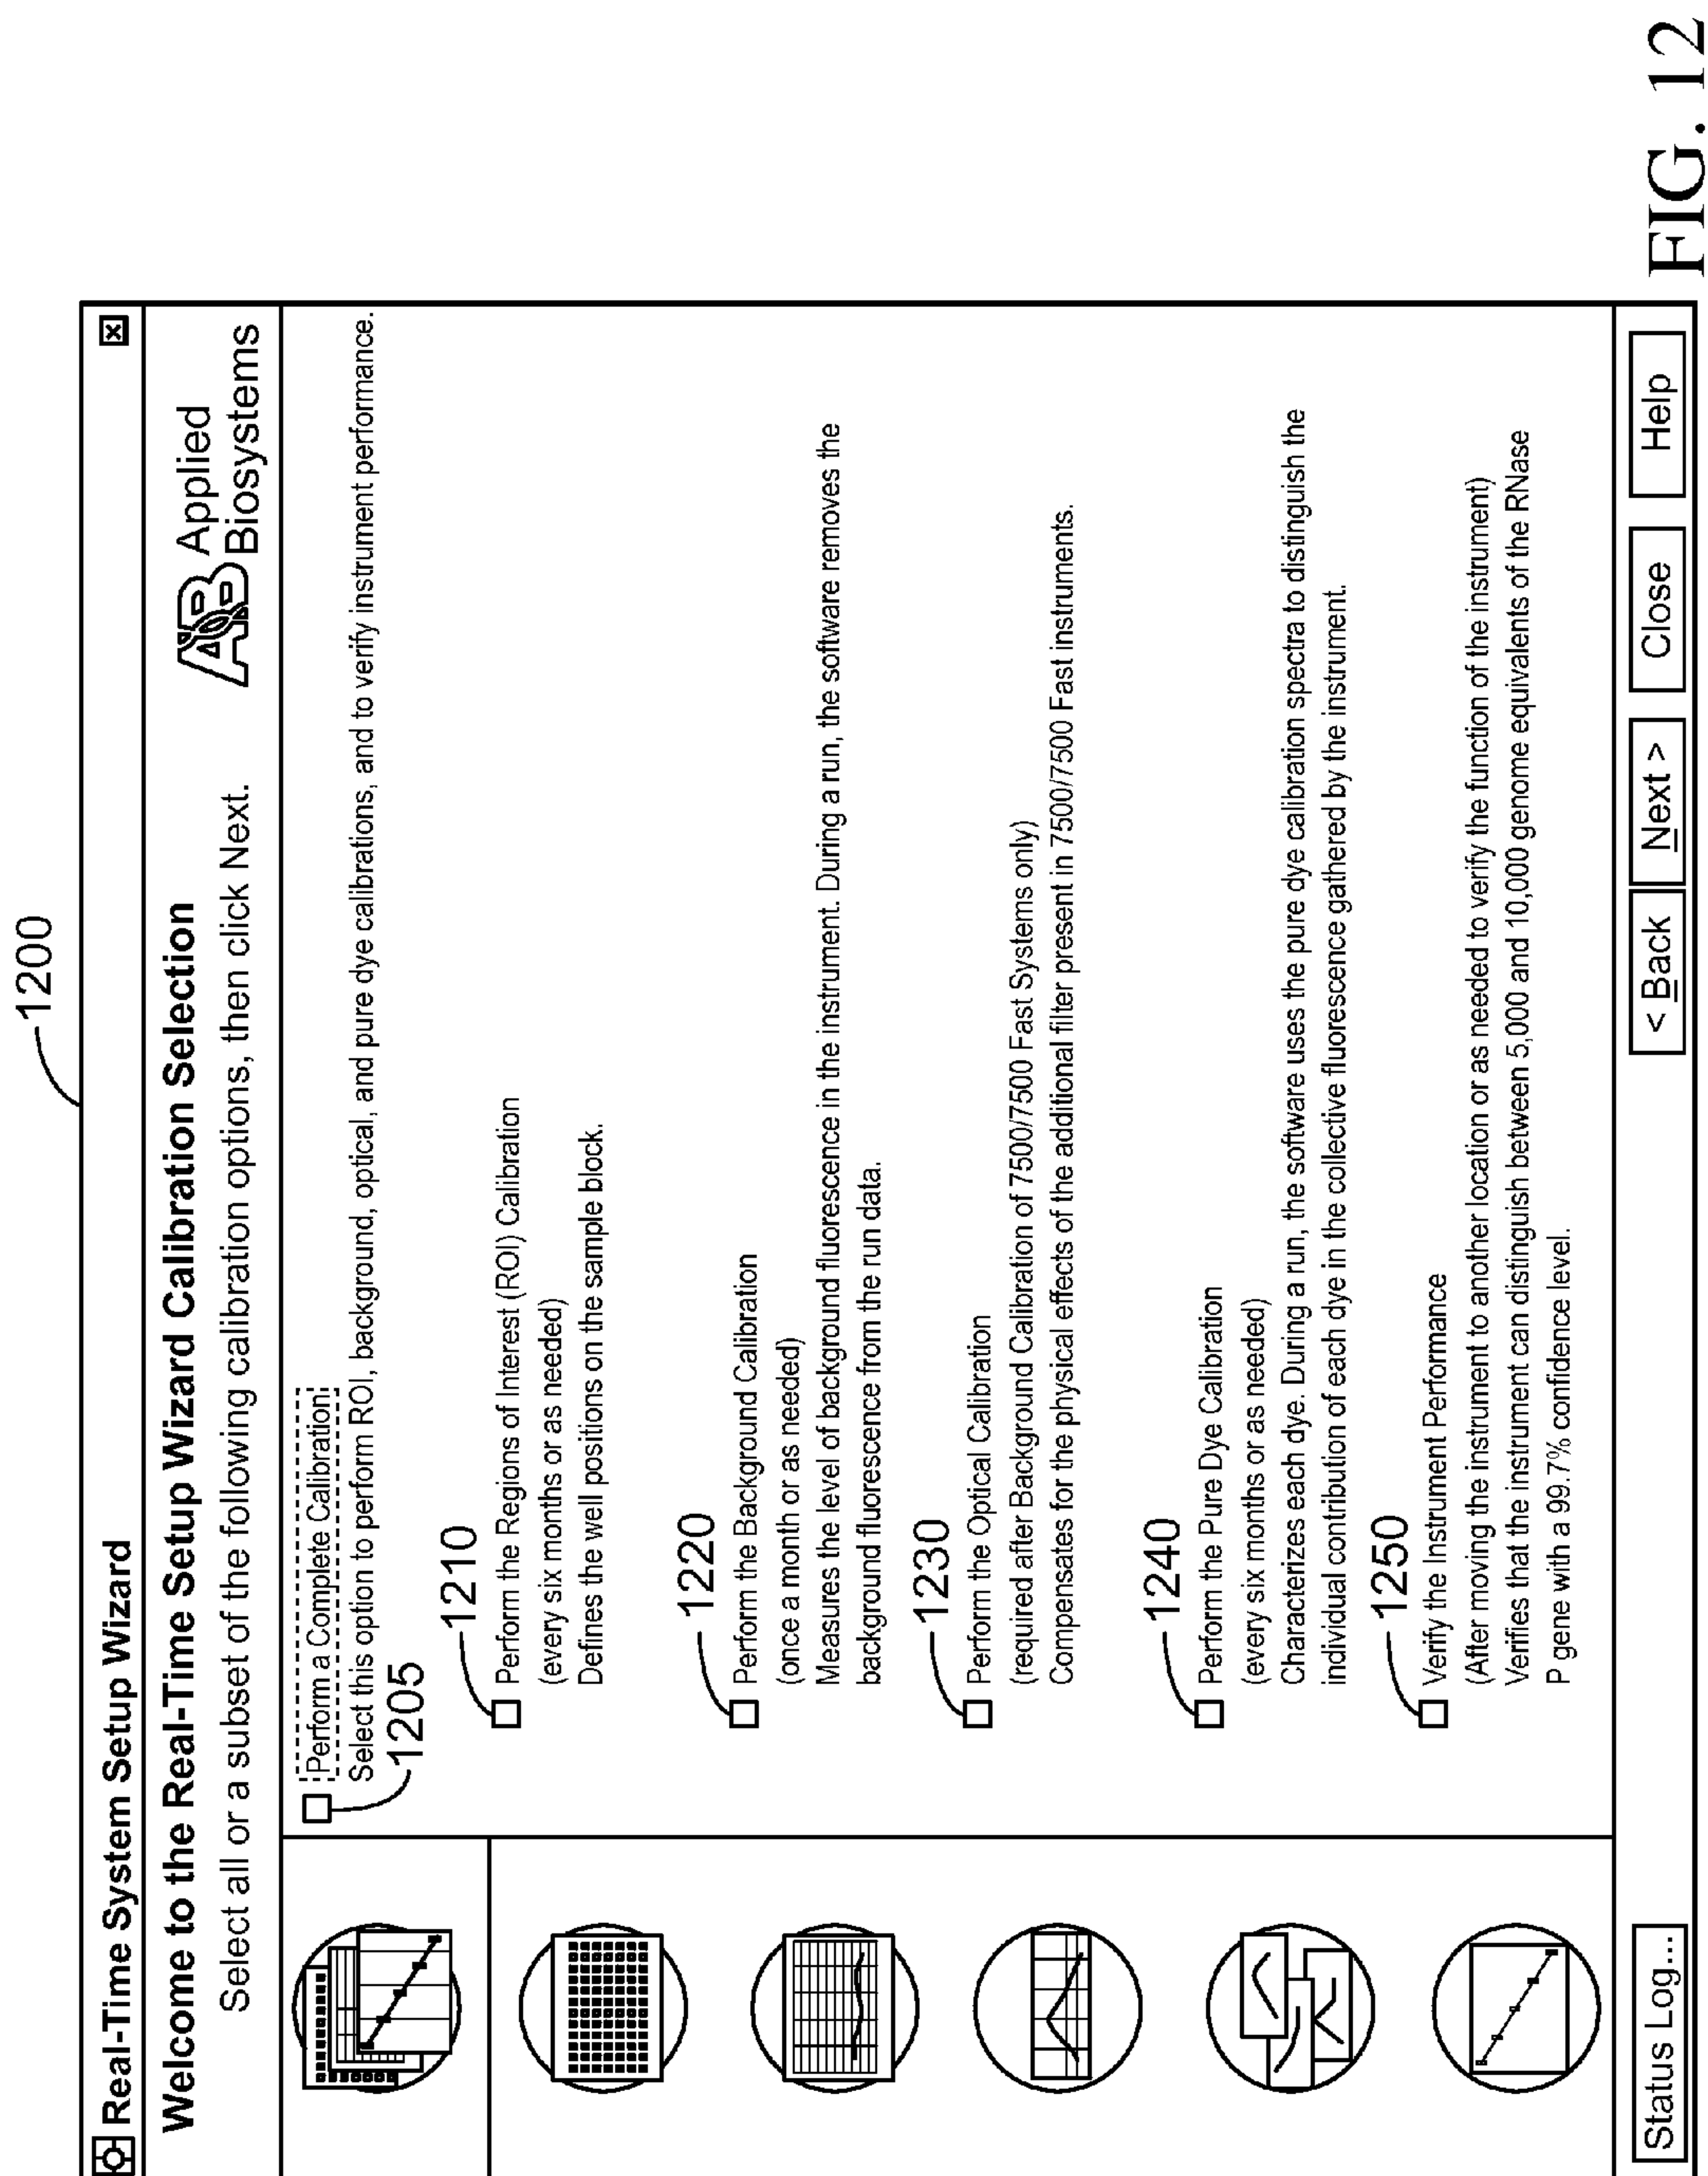 1200
Real-Time System Setup Wizard
Welcome to the Real-Time Setup Wizard Calibration Selection
Select all or a subset of the following calibration options, then click Next.
AB Applied
Biosystems
Perform a Complete Calibration:
Select this option to perform ROI, background, optical, and pure dye calibrations, and to verify instrument performance.
1205
1210
Perform the Regions of Interest (ROI) Calibration
(every six months or as needed)
Defines the well positions on the sample block.
1220
Perform the Background Calibration
(once a month or as needed)
Measures the level of background fluorescence in the instrument. During a run, the software removes the
background fluorescence from the run data.
1230
Perform the Optical Calibration
(required after Background Calibration of 7500/7500 Fast Systems only)
Compensates for the physical effects of the additional filter present in 7500/7500 Fast instruments.
1240
Perform the Pure Dye Calibration
(every six months or as needed)
Characterizes each dye. During a run, the software uses the pure dye calibration spectra to distinguish the
individual contribution of each dye in the collective fluorescence gathered by the instrument.
1250
Verify the Instrument Performance
(After moving the instrument to another location or as needed to verify the function of the instrument)
Verifies that the instrument can distinguish between 5,000 and 10,000 genome equivalents of the RNase
P gene with a 99.7% confidence level.
Status Log... < Back Next > Close Help
FIG. 12